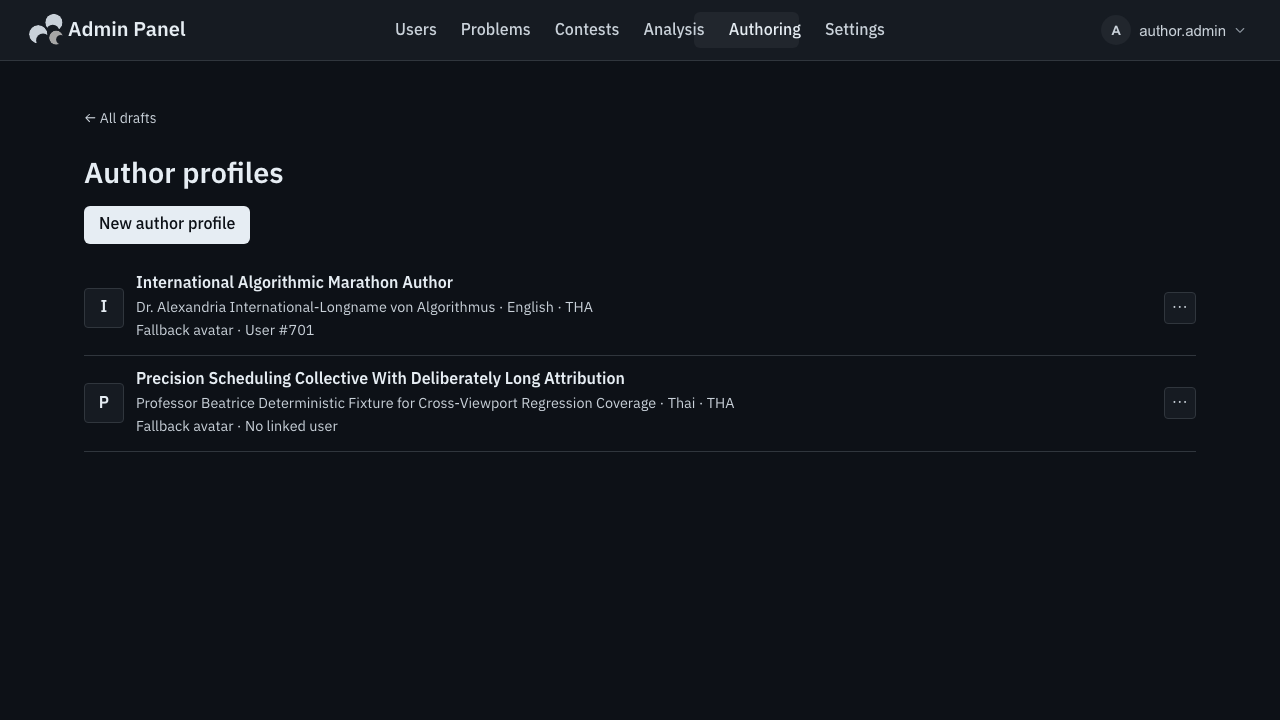 Admin Panel
Users Problems Contests Analysis Authoring Settings
A author.admin
← All drafts
Author profiles
New author profile
I
International Algorithmic Marathon Author
Dr. Alexandria International-Longname von Algorithmus · English · THA
Fallback avatar · User #701
···
P
Precision Scheduling Collective With Deliberately Long Attribution
Professor Beatrice Deterministic Fixture for Cross-Viewport Regression Coverage · Thai · THA
Fallback avatar · No linked user
···